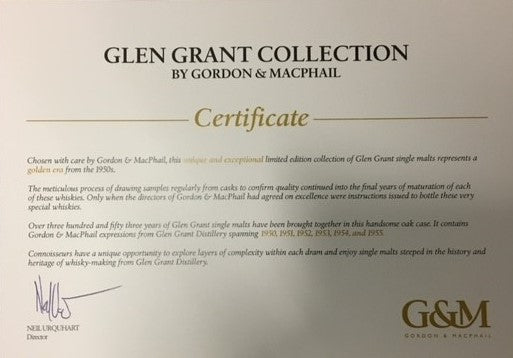 GLEN GRANT COLLECTION
BY GORDON & MACPHAIL
Certificate
Chosen with care by Gordon & MacPhail, this unique and exceptional limited edition collection of Glen Grant single malts represents a
golden era from the 1950s.
The meticulous process of drawing samples regularly from casks to confirm quality continued into the final years of maturation of each
of these whiskies. Only when the directors of Gordon & MacPhail had agreed on excellence were instructions issued to bottle these very
special whiskies.
Over three hundred and fifty three years of Glen Grant single malts have been brought together in this handsome oak case. It contains
Gordon & MacPhail expressions from Glen Grant Distillery spanning 1950, 1951, 1952, 1953, 1954, and 1955.
Connoisseurs have a unique opportunity to explore layers of complexity within each dram and enjoy single malts steeped in the history and
heritage of whisky-making from Glen Grant Distillery.
NEIL URQUHART
Director
G&M
GORDON & MACPHAIL